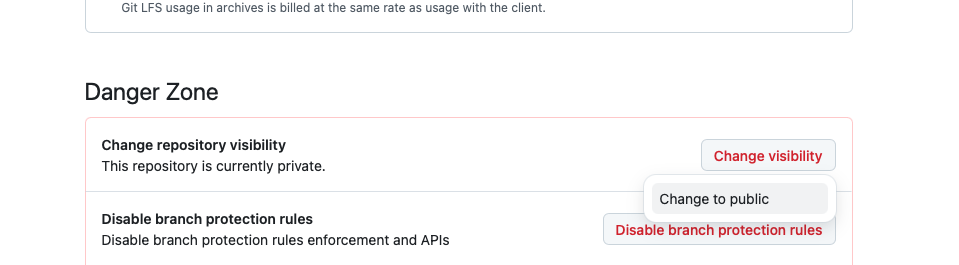 Git LFS usage in archives is billed at the same rate as usage with the client.
Danger Zone
Change repository visibility
This repository is currently private.
Change visibility
Change to public
Disable branch protection rules
Disable branch protection rules enforcement and APIs
Disable branch protection rules